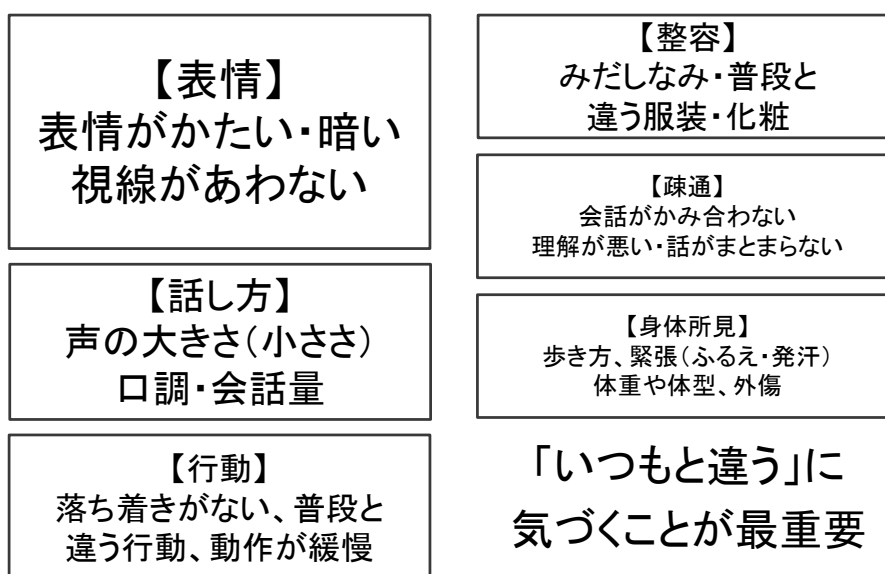 【表情】
表情がかたい・暗い
視線があわない
【話し方】
声の大きさ（小ささ）
口調・会話量
【行動】
落ち着きがない、普段と
違う行動、動作が緩慢
【整容】
みだしなみ・普段と
違う服装・化粧
【疎通】
会話がかみ合わない
理解が悪い・話がまとまらない
【身体所見】
歩き方、緊張（ふるえ・発汗）
体重や体型、外傷
「いつもと違う」に
気づくことが最重要